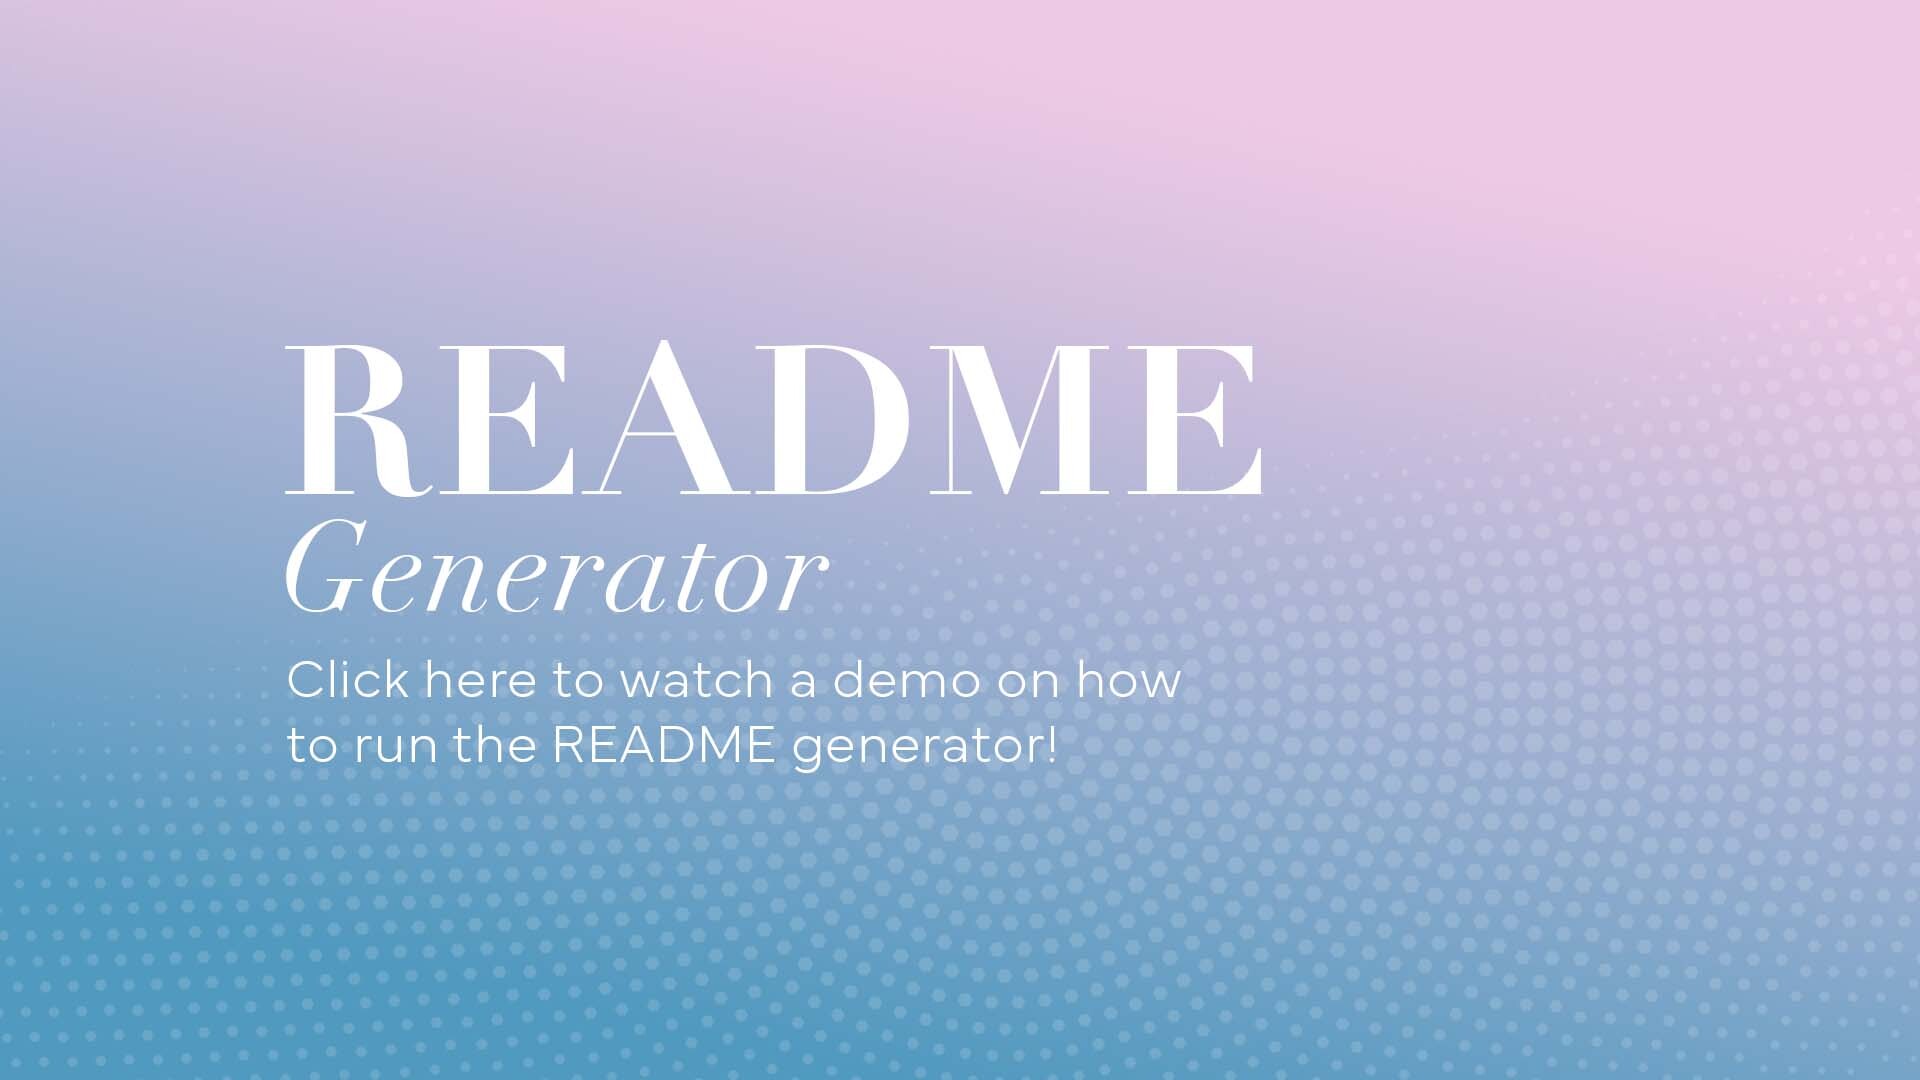 README
Generator
Click here to watch a demo on how
to run the README generator!